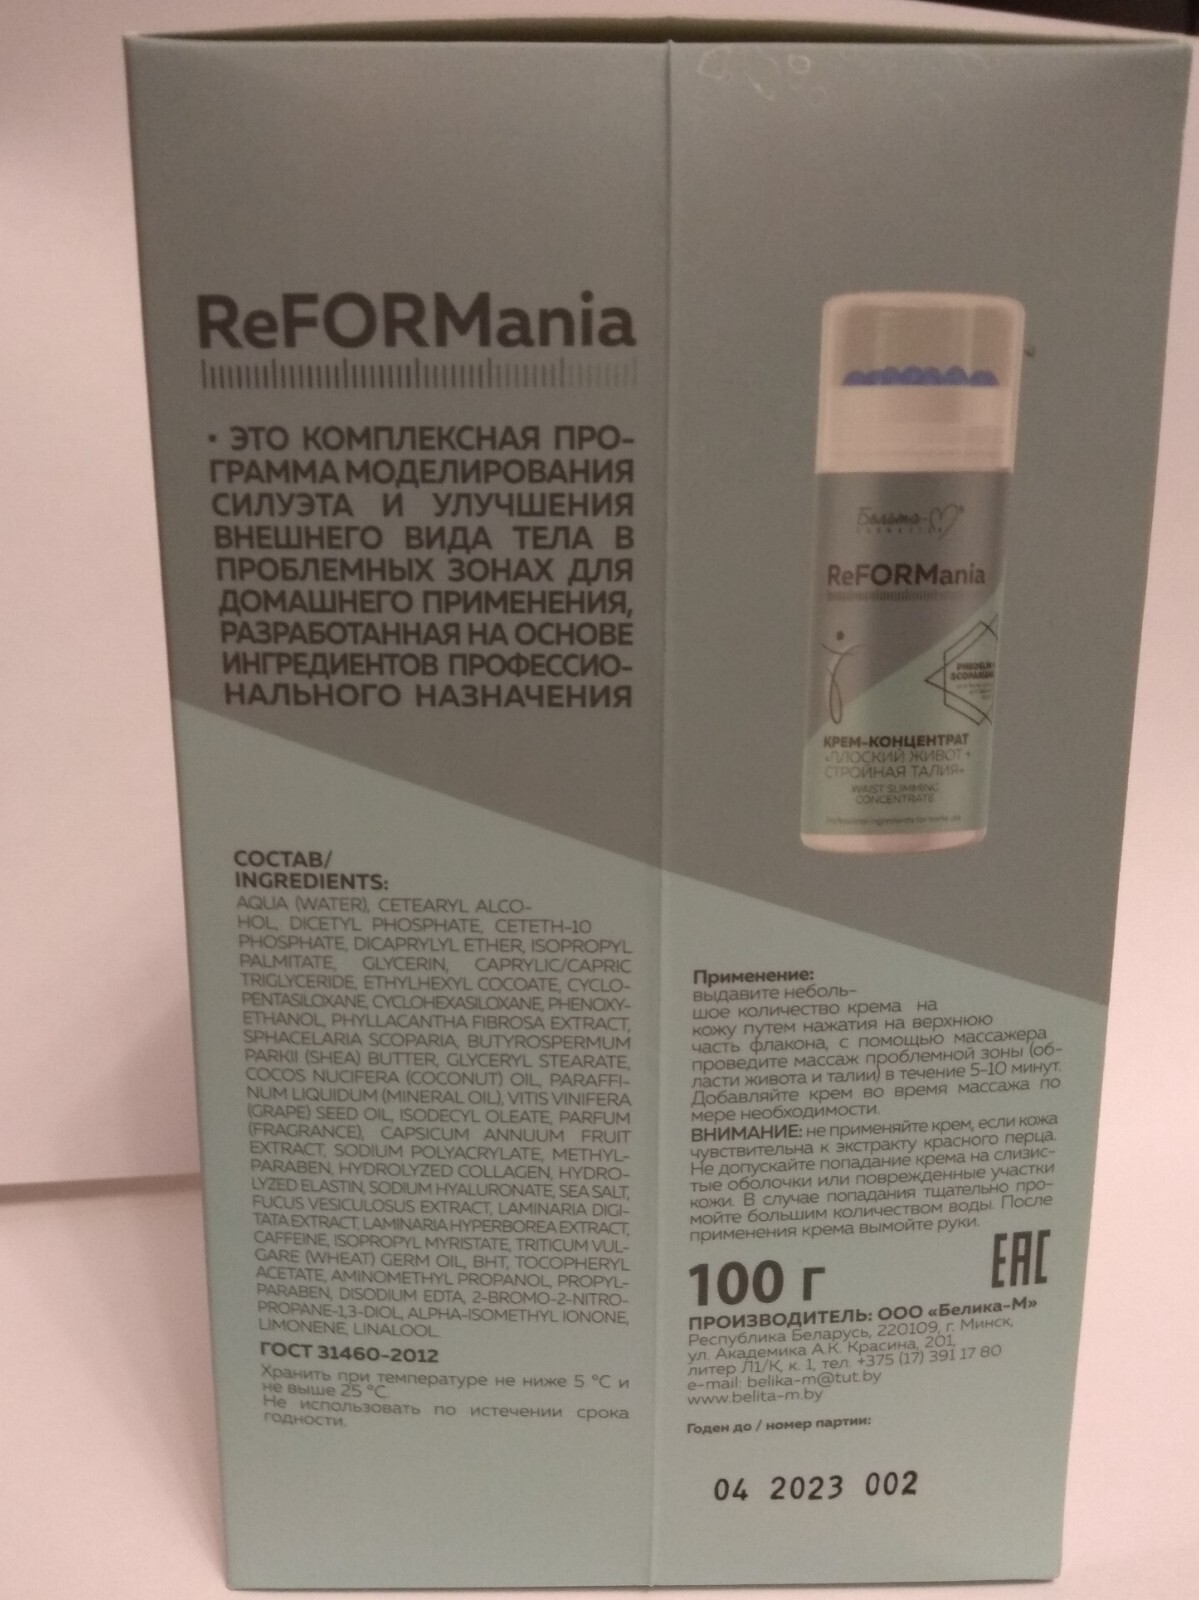 ReFORMania
• ЭТО КОМПЛЕКСНАЯ ПРО-
ГРАММА МОДЕЛИРОВАНИЯ
СИЛУЭТА И УЛУЧШЕНИЯ
ВНЕШНЕГО ВИДА ТЕЛА В
ПРОБЛЕМНЫХ ЗОНАХ ДЛЯ
ДОМАШНЕГО ПРИМЕНЕНИЯ,
РАЗРАБОТАННАЯ НА ОСНОВЕ
ИНГРЕДИЕНТОВ ПРОФЕССИО-
НАЛЬНОГО НАЗНАЧЕНИЯ
СОСТАВ/
INGREDIENTS:
AQUA (WATER), CETEARYL ALCO-
HOL, DICETYL PHOSPHATE, CETETH-10
PHOSPHATE, DICAPRYLYL ETHER, ISOPROPYL
PALMITATE, GLYCERIN, CAPRYLIC/CAPRIC
TRIGLYCERIDE, ETHYLHEXYL COCOATE, CYCLO-
PENTASILOXANE, CYCLOHEXASILOXANE, PHENOXY-
ETHANOL, PHYLLACANTHA FIBROSA EXTRACT,
SPHACELARIA SCOPARIA, BUTYROSPERMUM
PARKII (SHEA) BUTTER, GLYCERYL STEARATE,
COCOS NUCIFERA (COCONUT) OIL, PARAFFI-
NUM LIQUIDUM (MINERAL OIL), VITIS VINIFERA
(GRAPE) SEED OIL, ISODECYL OLEATE, PARFUM
(FRAGRANCE), CAPSICUM ANNUUM FRUIT
EXTRACT, SODIUM POLYACRYLATE, METHYL-
PARABEN, HYDROLYZED COLLAGEN, HYDRO-
LYZED ELASTIN, SODIUM HYALURONATE, SEA SALT,
FUCUS VESICULOSUS EXTRACT, LAMINARIA DIGI-
TATA EXTRACT, LAMINARIA HYPERBOREA EXTRACT,
CAFFEINE, ISOPROPYL MYRISTATE, TRITICUM VUL-
GARE (WHEAT) GERM OIL, BHT, TOCOPHERYL
ACETATE, AMINOMETHYL PROPANOL, PROPYL-
PARABEN, DISODIUM EDTA, 2-BROMO-2-NITRO-
PROPANE-1,3-DIOL, ALPHA-ISOMETHYL IONONE,
LIMONENE, LINALOOL.
ГОСТ 31460-2012
Хранить при температуре не ниже 5 °С и
не выше 25 °С.
Не использовать по истечении срока
годности.
Белита-М
ReFORMania
КРЕМ-КОНЦЕНТРАТ
«ПЛОСКИЙ ЖИВОТ +
СТРОЙНАЯ ТАЛИЯ»
WAIST SLIMMING
CONCENTRATE
Professional ingredients for home use
Применение:
выдавите неболь-
шое количество крема на
кожу путем нажатия на верхнюю
часть флакона, с помощью массажера
проведите массаж проблемной зоны (об-
ласти живота и талии) в течение 5-10 минут.
Добавляйте крем во время массажа по
мере необходимости.
ВНИМАНИЕ: не применяйте крем, если кожа
чувствительна к экстракту красного перца.
Не допускайте попадание крема на слизис-
тые оболочки или поврежденные участки
кожи. В случае попадания тщательно про-
мойте большим количеством воды. После
применения крема вымойте руки.
100 г
EAC
ПРОИЗВОДИТЕЛЬ: ООО «Белика-М»
Республика Беларусь, 220109, г. Минск,
ул. Академика А.К. Красина, 201,
литер Л1/К, к. 1, тел. +375 (17) 391 17 80
e-mail: belika-m@tut.by
www.belita-m.by
Годен до / номер партии:
04 2023 002